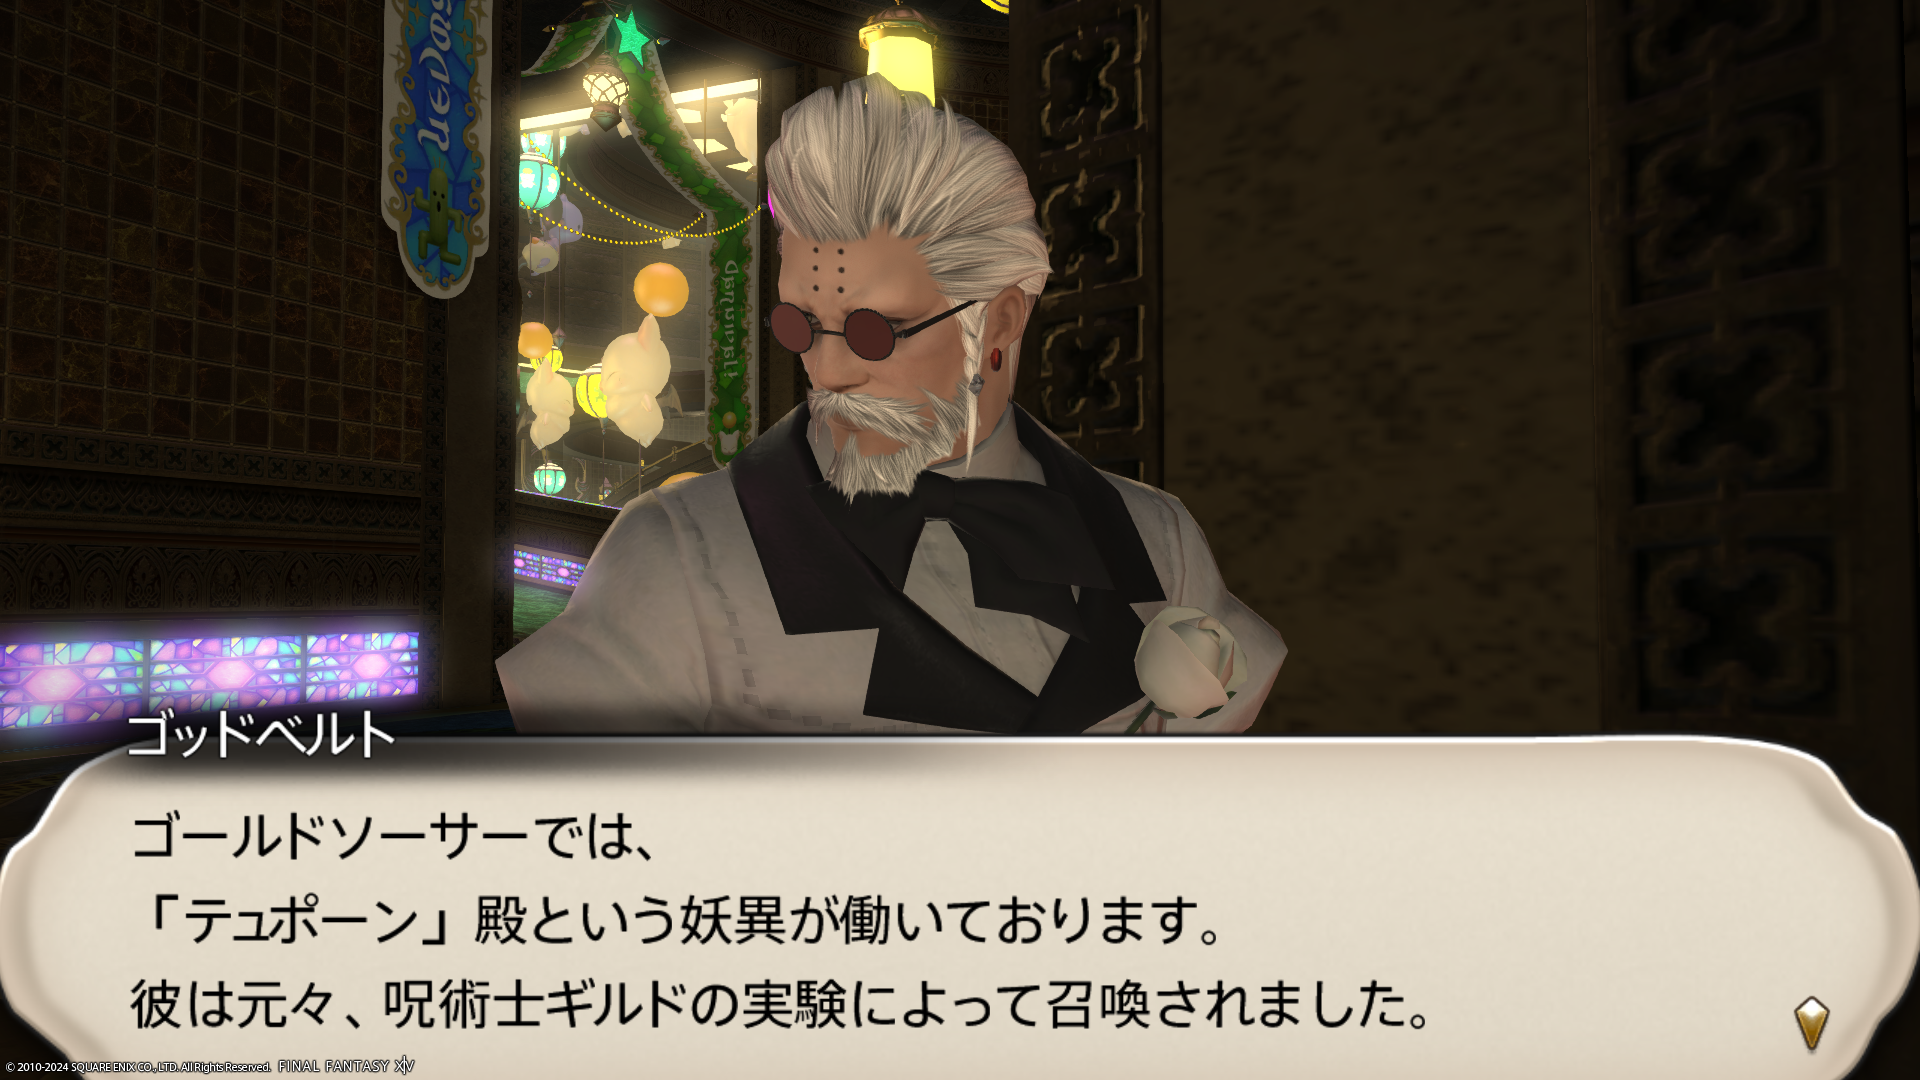 ゴッドベルト
ゴールドソーサーでは、
「テュポーン」殿という妖異が働いております。
彼は元々、呪術士ギルドの実験によって召喚されました。
© 2010-2024 SQUARE ENIX CO., LTD. All Rights Reserved. FINAL FANTASY XIV